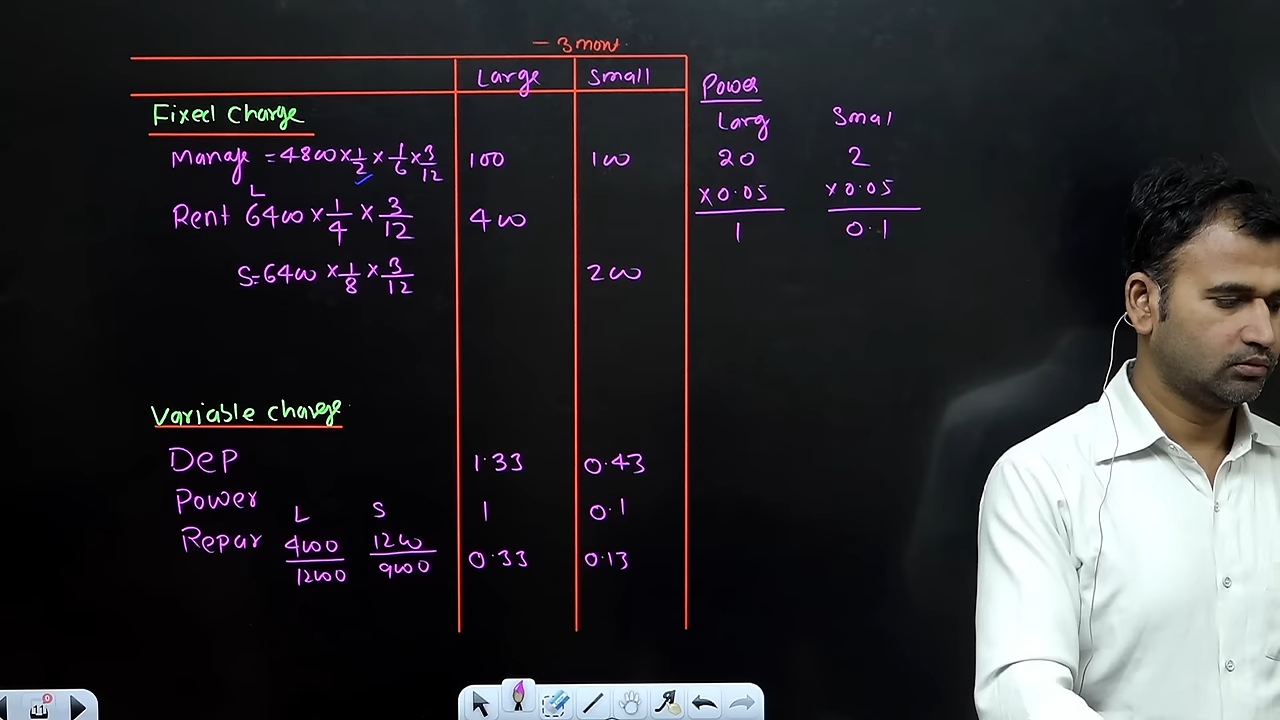 - 3 mont.
Large Small
Fixed Charge
Manage = 4800 × 1/2 × 1/6 × 3/12 100 100
L
Rent 6400 × 1/4 × 3/12 400
S = 6400 × 1/8 × 3/12 200
Variable charge
Dep 1.33 0.43
Power 1 0.1
L S
Repar 4000/12000 1200/9000 0.33 0.13
Power
Larg Smal
20 2
×0.05 ×0.05
1 0.1
11